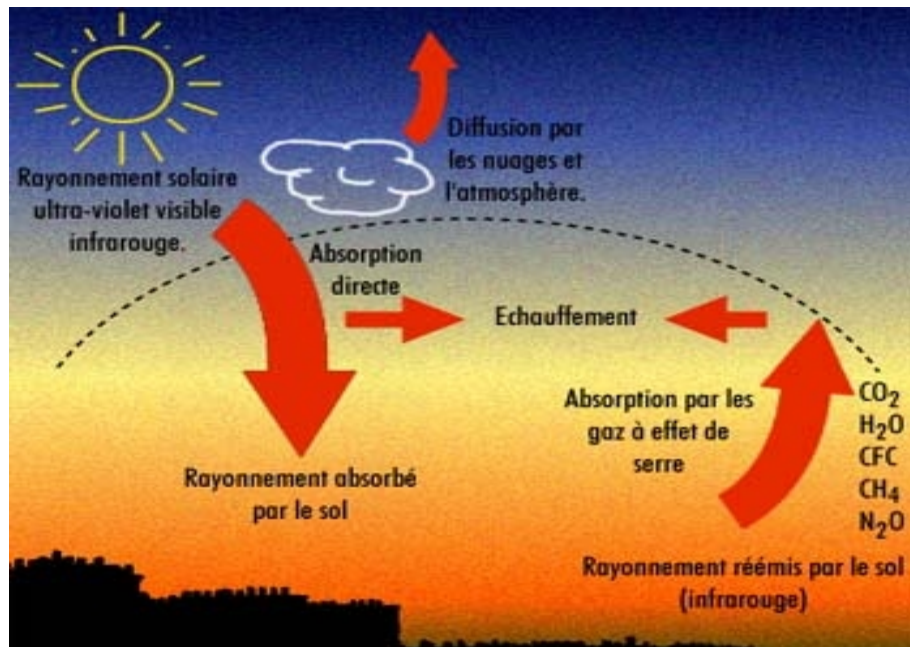 Rayonnement solaire
ultra-violet visible
infrarouge.
Diffusion par
les nuages et
l'atmosphère.
Absorption
directe
Echauffement
Rayonnement absorbé
par le sol
Absorption par les
gaz à effet de
serre
CO₂
H₂O
CFC
CH₄
N₂O
Rayonnement réémis par le sol
(infrarouge)